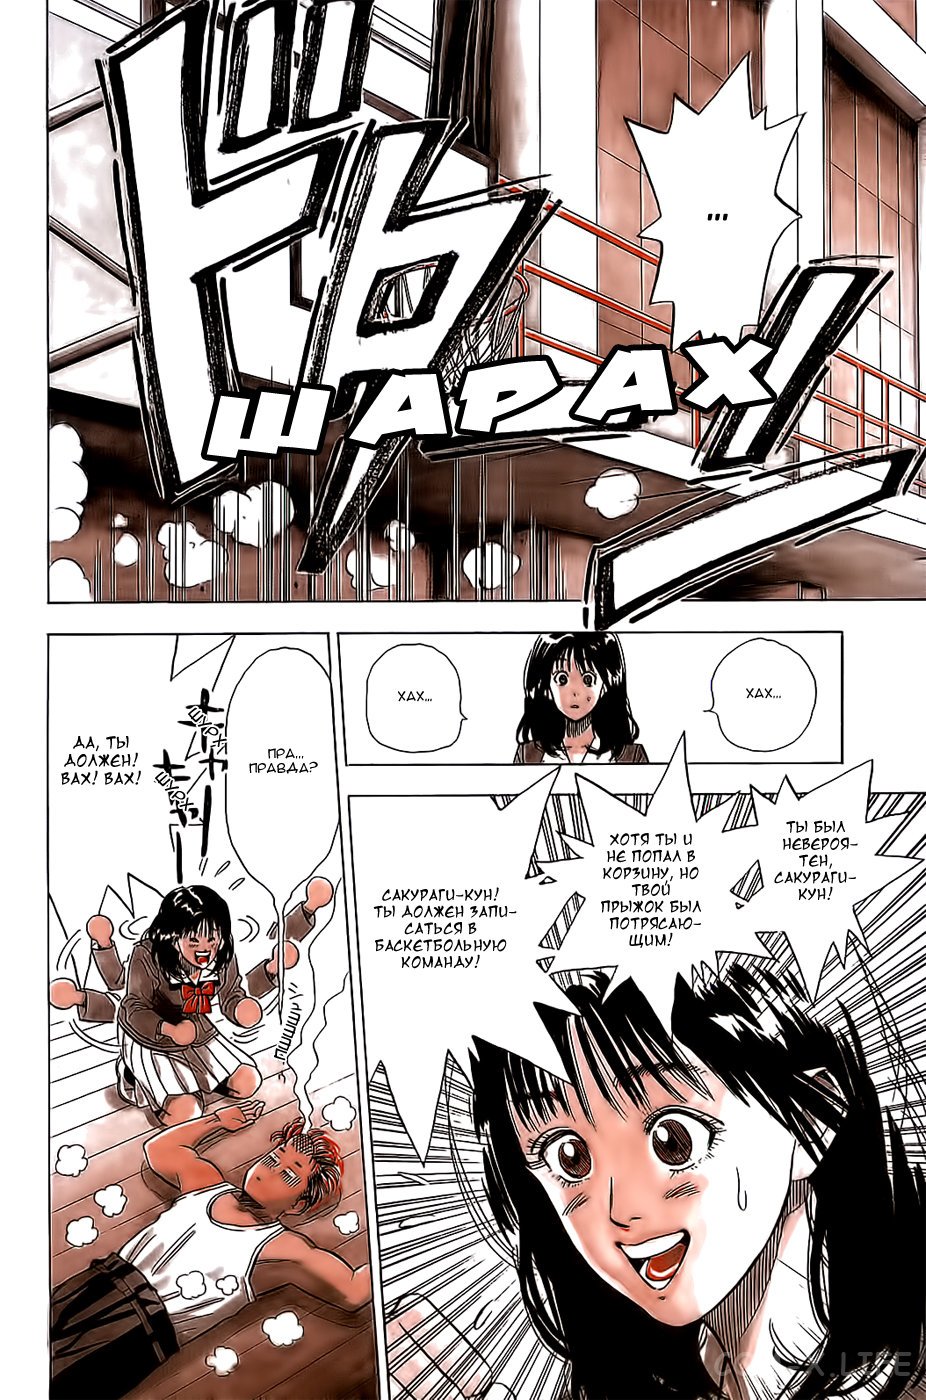 ...
ШАРАХ
ХАХ...
ХАХ...
ТЫ БЫЛ
НЕВЕРОЯ-
ТЕН,
САКУРАГИ-
КУН!
ХОТЯ ТЫ И
НЕ ПОПАЛ В
КОРЗИНУ, НО
ТВОЙ
ПРЫЖОК БЫЛ
ПОТРЯСАЮ-
ЩИМ!
САКУРАГИ-КУН!
ТЫ ДОЛЖЕН ЗАПИ-
САТЬСЯ В
БАСКЕТБОЛЬНУЮ
КОМАНДУ!
ПРА...
ПРАВДА?
ШУРХ
ШУРХ
ДА, ТЫ
ДОЛЖЕН!
ВАХ! ВАХ!
ПШШШУ